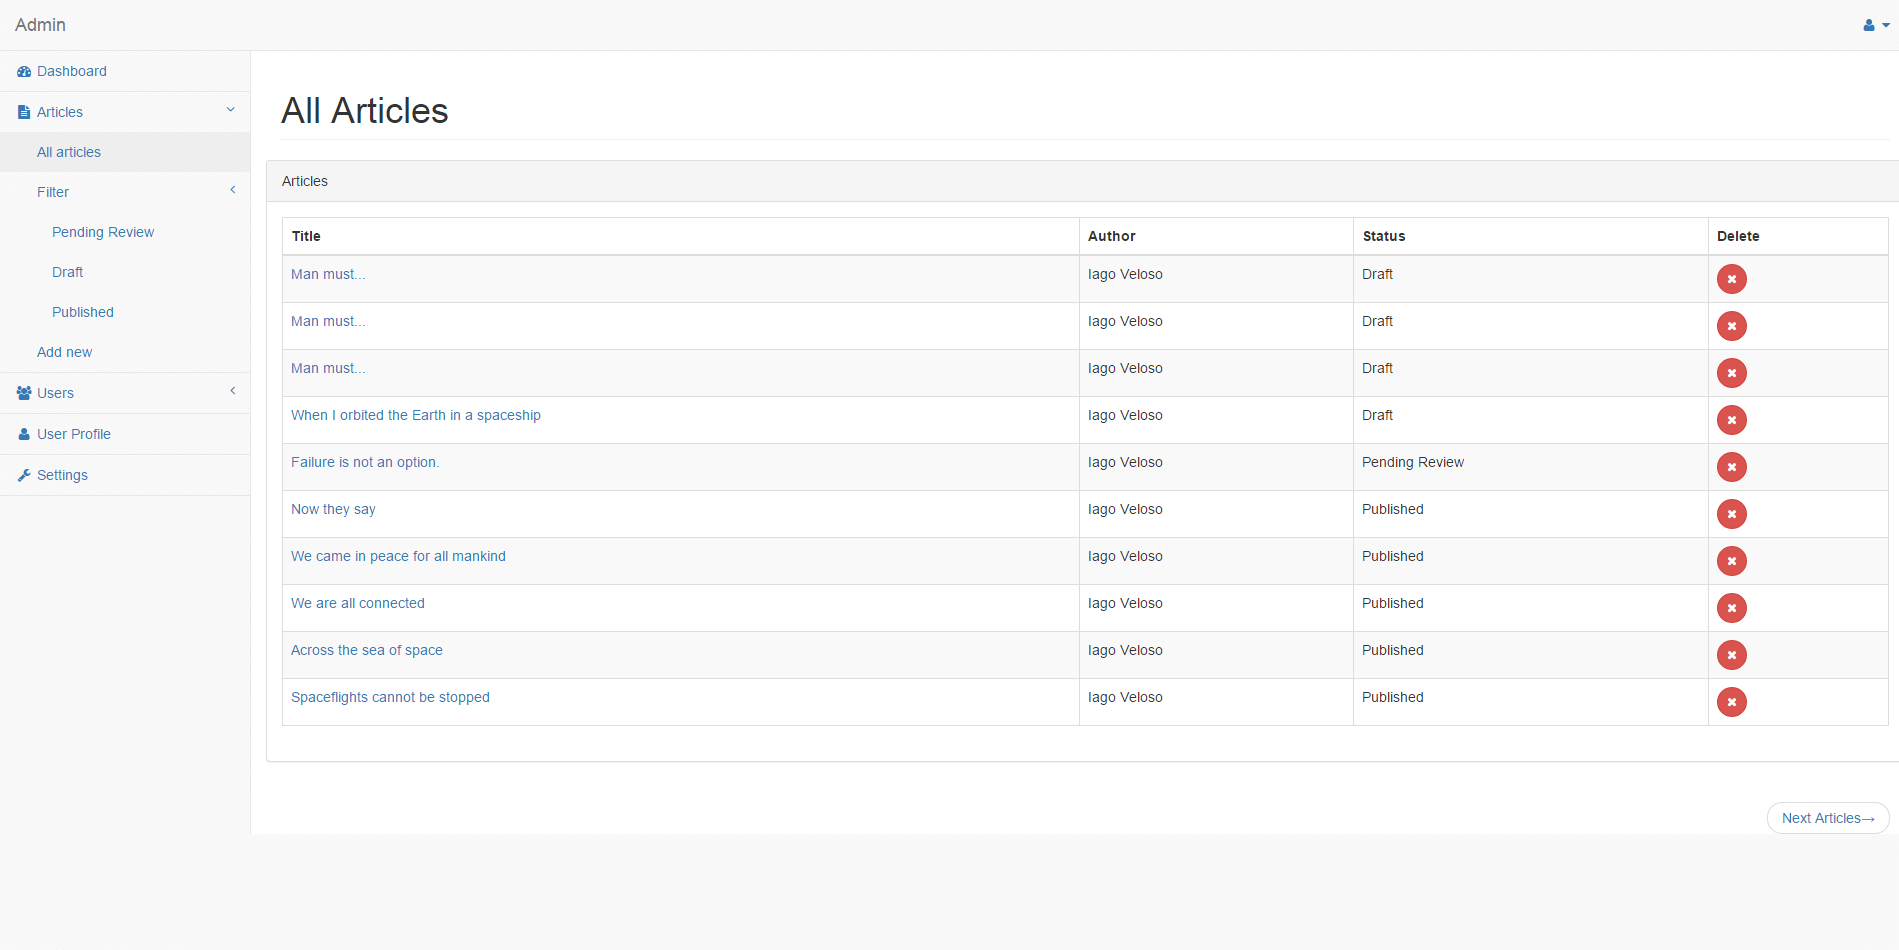 Admin
Dashboard
Articles
All articles
Filter
Pending Review
Draft
Published
Add new
Users
User Profile
Settings
All Articles
Articles
Title Author Status Delete
Man must... Iago Veloso Draft
Man must... Iago Veloso Draft
Man must... Iago Veloso Draft
When I orbited the Earth in a spaceship Iago Veloso Draft
Failure is not an option. Iago Veloso Pending Review
Now they say Iago Veloso Published
We came in peace for all mankind Iago Veloso Published
We are all connected Iago Veloso Published
Across the sea of space Iago Veloso Published
Spaceflights cannot be stopped Iago Veloso Published
Next Articles→